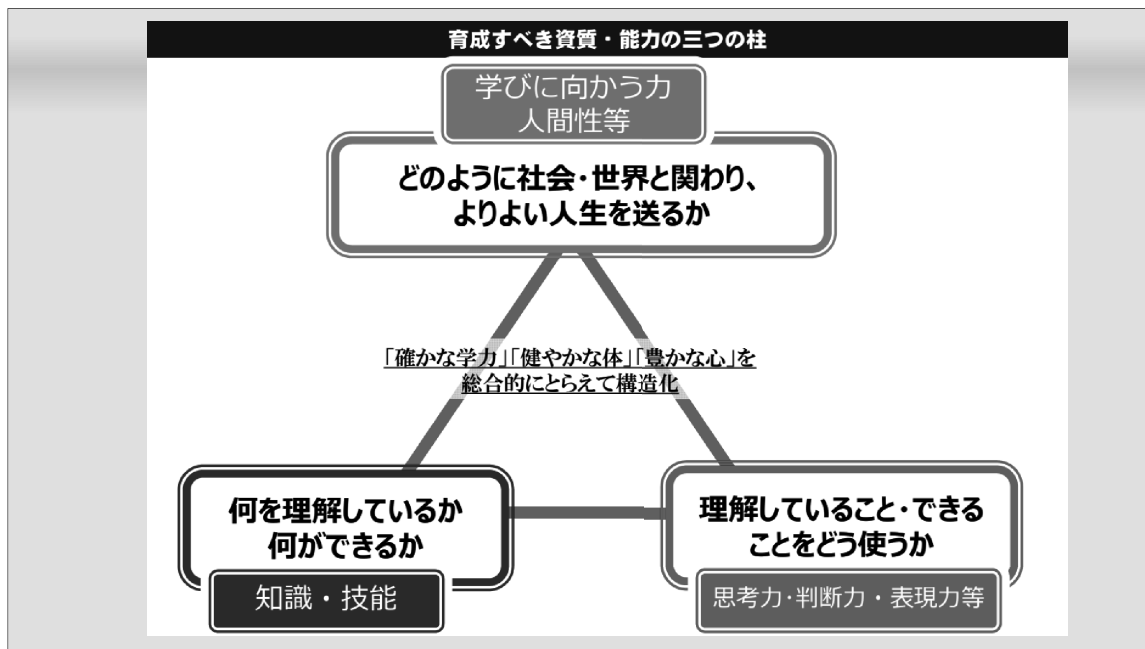 育成すべき資質・能力の三つの柱
学びに向かう力
人間性等
どのように社会・世界と関わり、
よりよい人生を送るか
「確かな学力」「健やかな体」「豊かな心」を
総合的にとらえて構造化
何を理解しているか
何ができるか
知識・技能
理解していること・できる
ことをどう使うか
思考力・判断力・表現力等